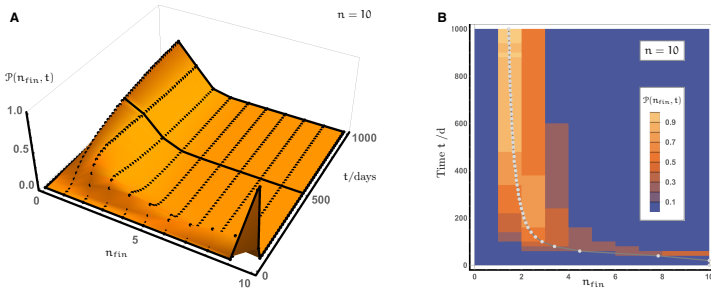 A
n = 10
𝒫(n_fin, t)
1.0
0.5
0.0
0
5
10
n_fin
0
500
1000
t/days
B
n = 10
𝒫(n_fin, t)
0.9
0.7
0.5
0.3
0.1
Time t /d
1000
800
600
400
200
0
0
2
4
6
8
10
n_fin